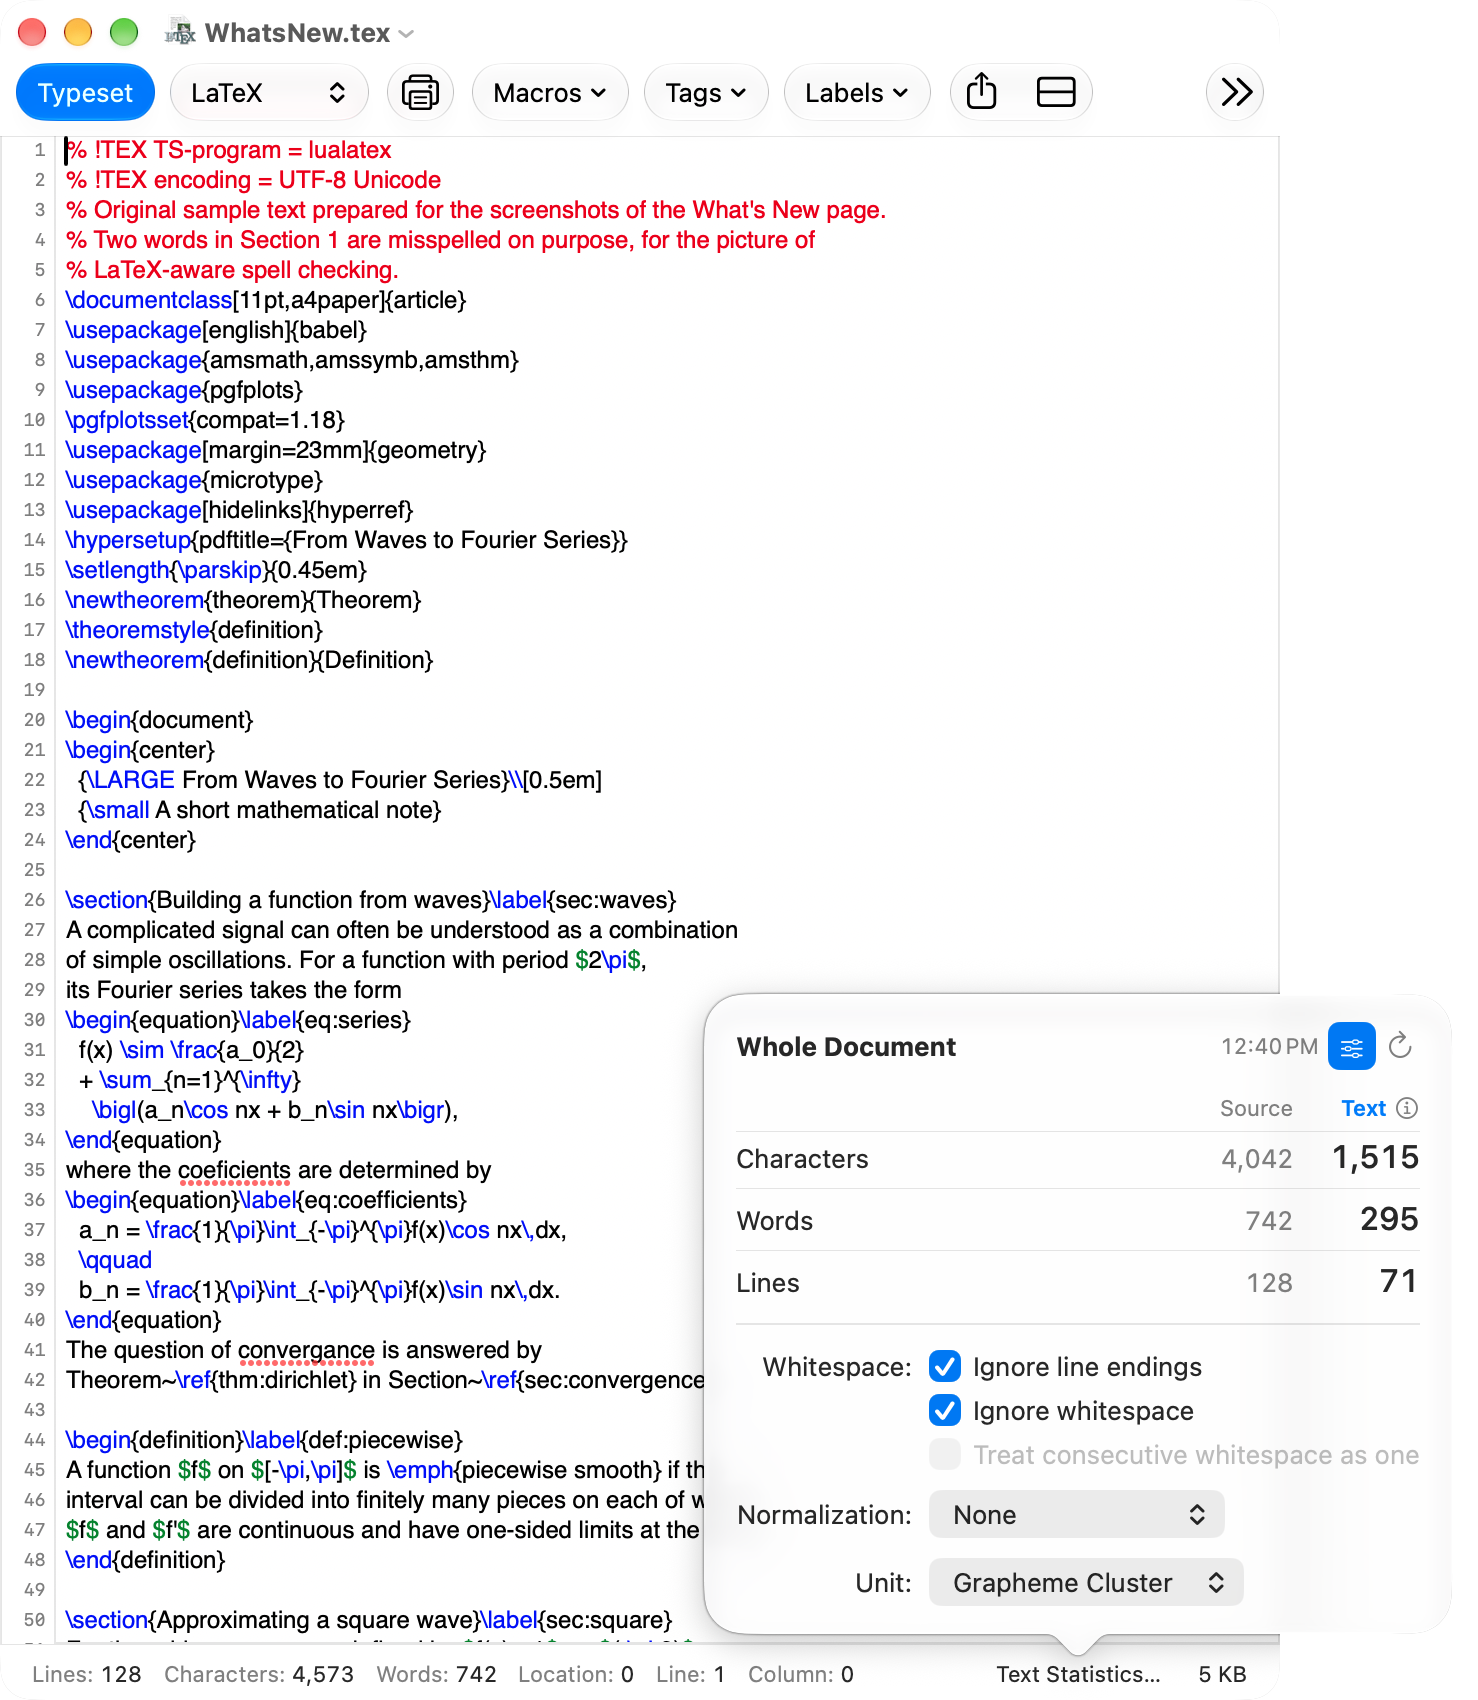 WhatsNew.tex
Typeset LaTeX Macros Tags Labels
1 % !TEX TS-program = lualatex
2 % !TEX encoding = UTF-8 Unicode
3 % Original sample text prepared for the screenshots of the What's New page.
4 % Two words in Section 1 are misspelled on purpose, for the picture of
5 % LaTeX-aware spell checking.
6 \documentclass[11pt,a4paper]{article}
7 \usepackage[english]{babel}
8 \usepackage{amsmath,amssymb,amsthm}
9 \usepackage{pgfplots}
10 \pgfplotsset{compat=1.18}
11 \usepackage[margin=23mm]{geometry}
12 \usepackage{microtype}
13 \usepackage[hidelinks]{hyperref}
14 \hypersetup{pdftitle={From Waves to Fourier Series}}
15 \setlength{\parskip}{0.45em}
16 \newtheorem{theorem}{Theorem}
17 \theoremstyle{definition}
18 \newtheorem{definition}{Definition}
19
20 \begin{document}
21 \begin{center}
22 {\LARGE From Waves to Fourier Series}\\[0.5em]
23 {\small A short mathematical note}
24 \end{center}
25
26 \section{Building a function from waves}\label{sec:waves}
27 A complicated signal can often be understood as a combination
28 of simple oscillations. For a function with period $2\pi$,
29 its Fourier series takes the form
30 \begin{equation}\label{eq:series}
31 f(x) \sim \frac{a_0}{2}
32 + \sum_{n=1}^{\infty}
33 \bigl(a_n\cos nx + b_n\sin nx\bigr),
34 \end{equation}
35 where the coeficients are determined by
36 \begin{equation}\label{eq:coefficients}
37 a_n = \frac{1}{\pi}\int_{-\pi}^{\pi}f(x)\cos nx\,dx,
38 \qquad
39 b_n = \frac{1}{\pi}\int_{-\pi}^{\pi}f(x)\sin nx\,dx.
40 \end{equation}
41 The question of convergance is answered by
42 Theorem~\ref{thm:dirichlet} in Section~\ref{sec:convergence
43
44 \begin{definition}\label{def:piecewise}
45 A function $f$ on $[-\pi,\pi]$ is \emph{piecewise smooth} if th
46 interval can be divided into finitely many pieces on each of w
47 $f$ and $f'$ are continuous and have one-sided limits at the
48 \end{definition}
49
50 \section{Approximating a square wave}\label{sec:square}
Whole Document 12:40 PM
Source Text
Characters 4,042 1,515
Words 742 295
Lines 128 71
Whitespace: Ignore line endings
Ignore whitespace
Treat consecutive whitespace as one
Normalization: None
Unit: Grapheme Cluster
Lines: 128 Characters: 4,573 Words: 742 Location: 0 Line: 1 Column: 0 Text Statistics... 5 KB